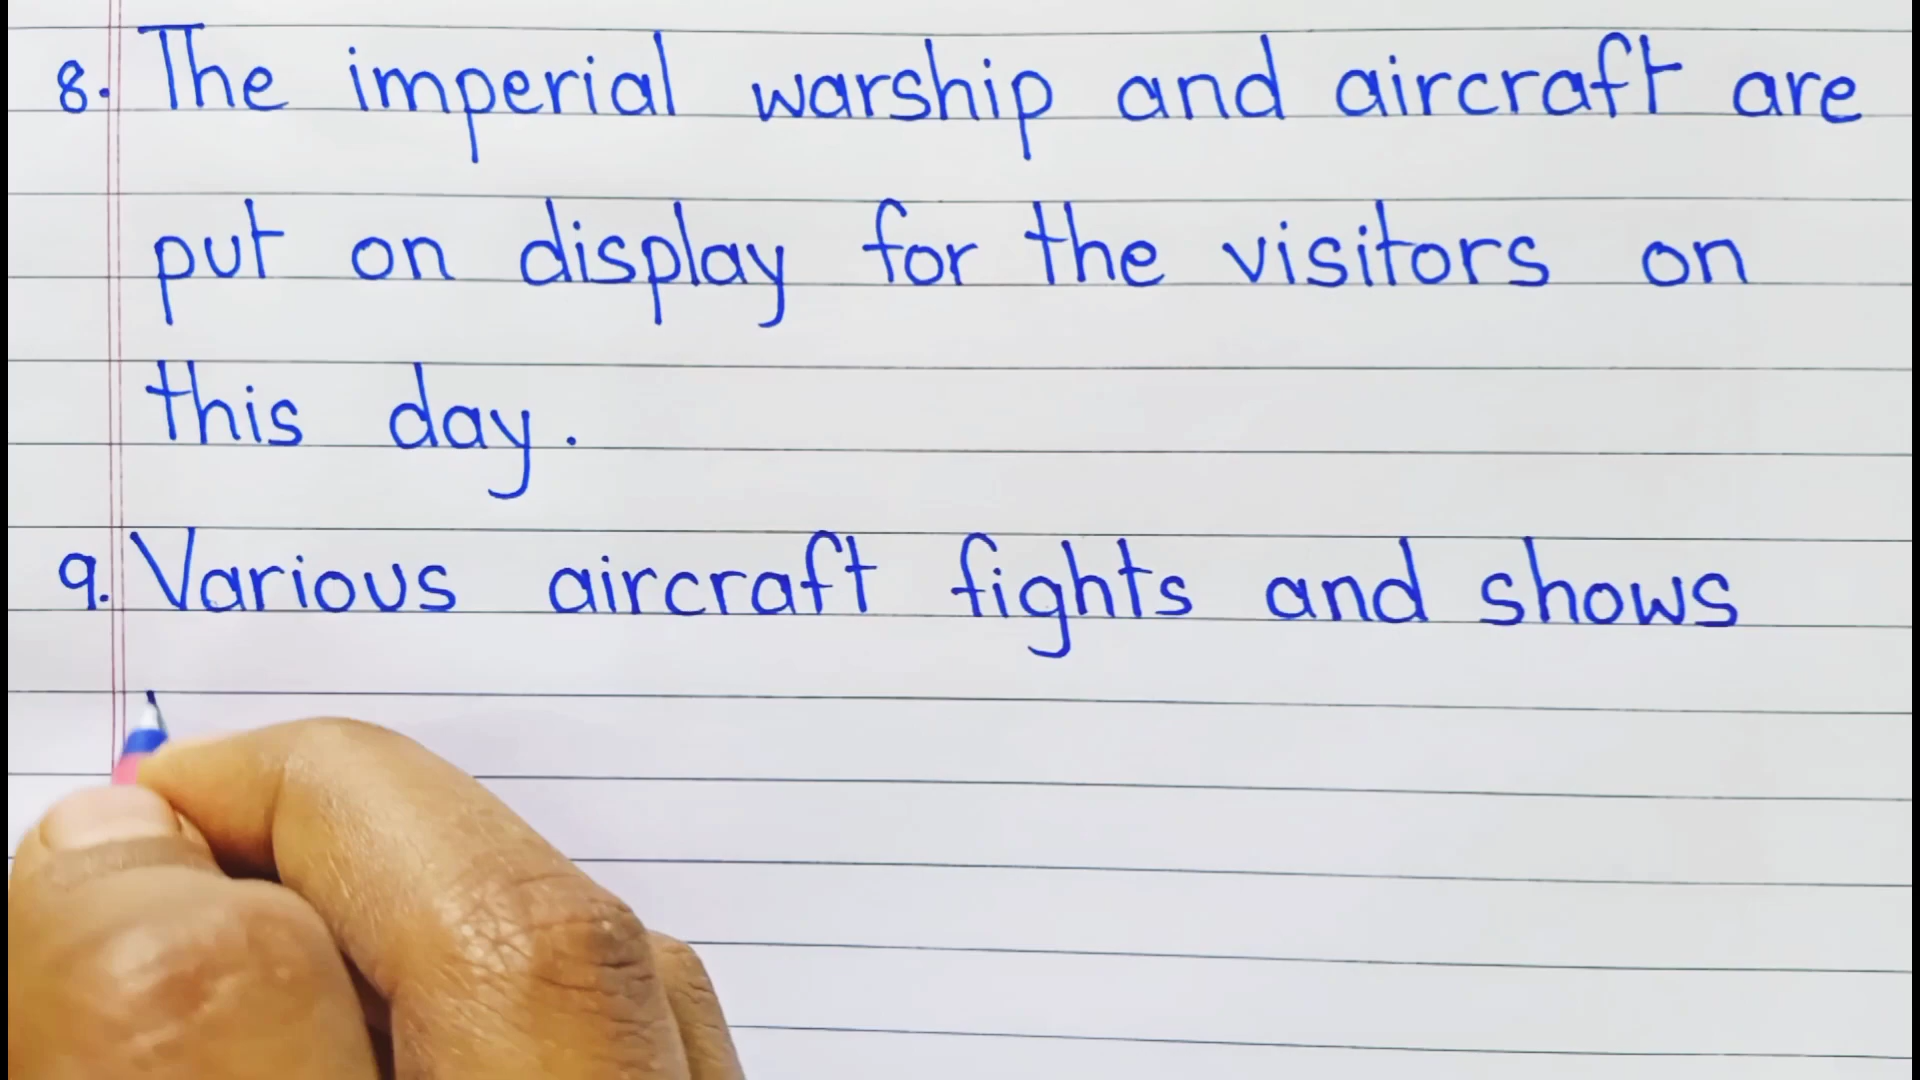 8. The imperial warship and aircraft are
put on display for the visitors on
this day.
9. Various aircraft fights and shows